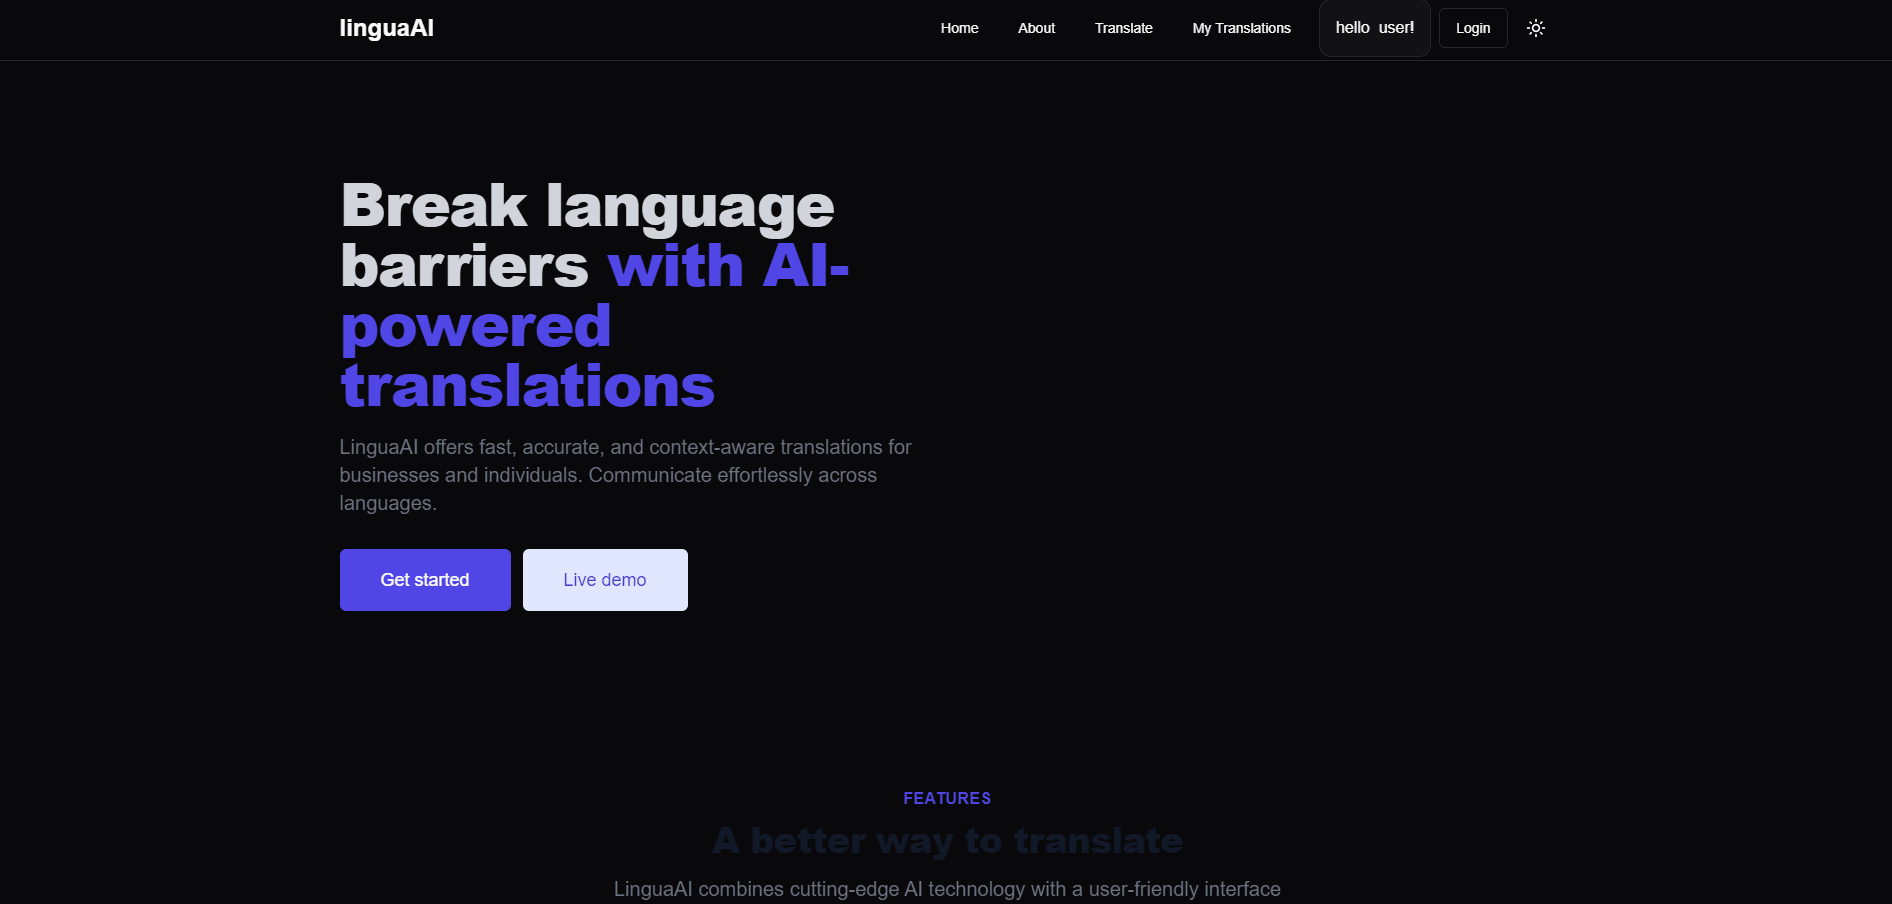 linguaAI
Home About Translate My Translations hello user! Login
Break language
barriers with AI-
powered
translations
LinguaAI offers fast, accurate, and context-aware translations for
businesses and individuals. Communicate effortlessly across
languages.
Get started Live demo
FEATURES
A better way to translate
LinguaAI combines cutting-edge AI technology with a user-friendly interface